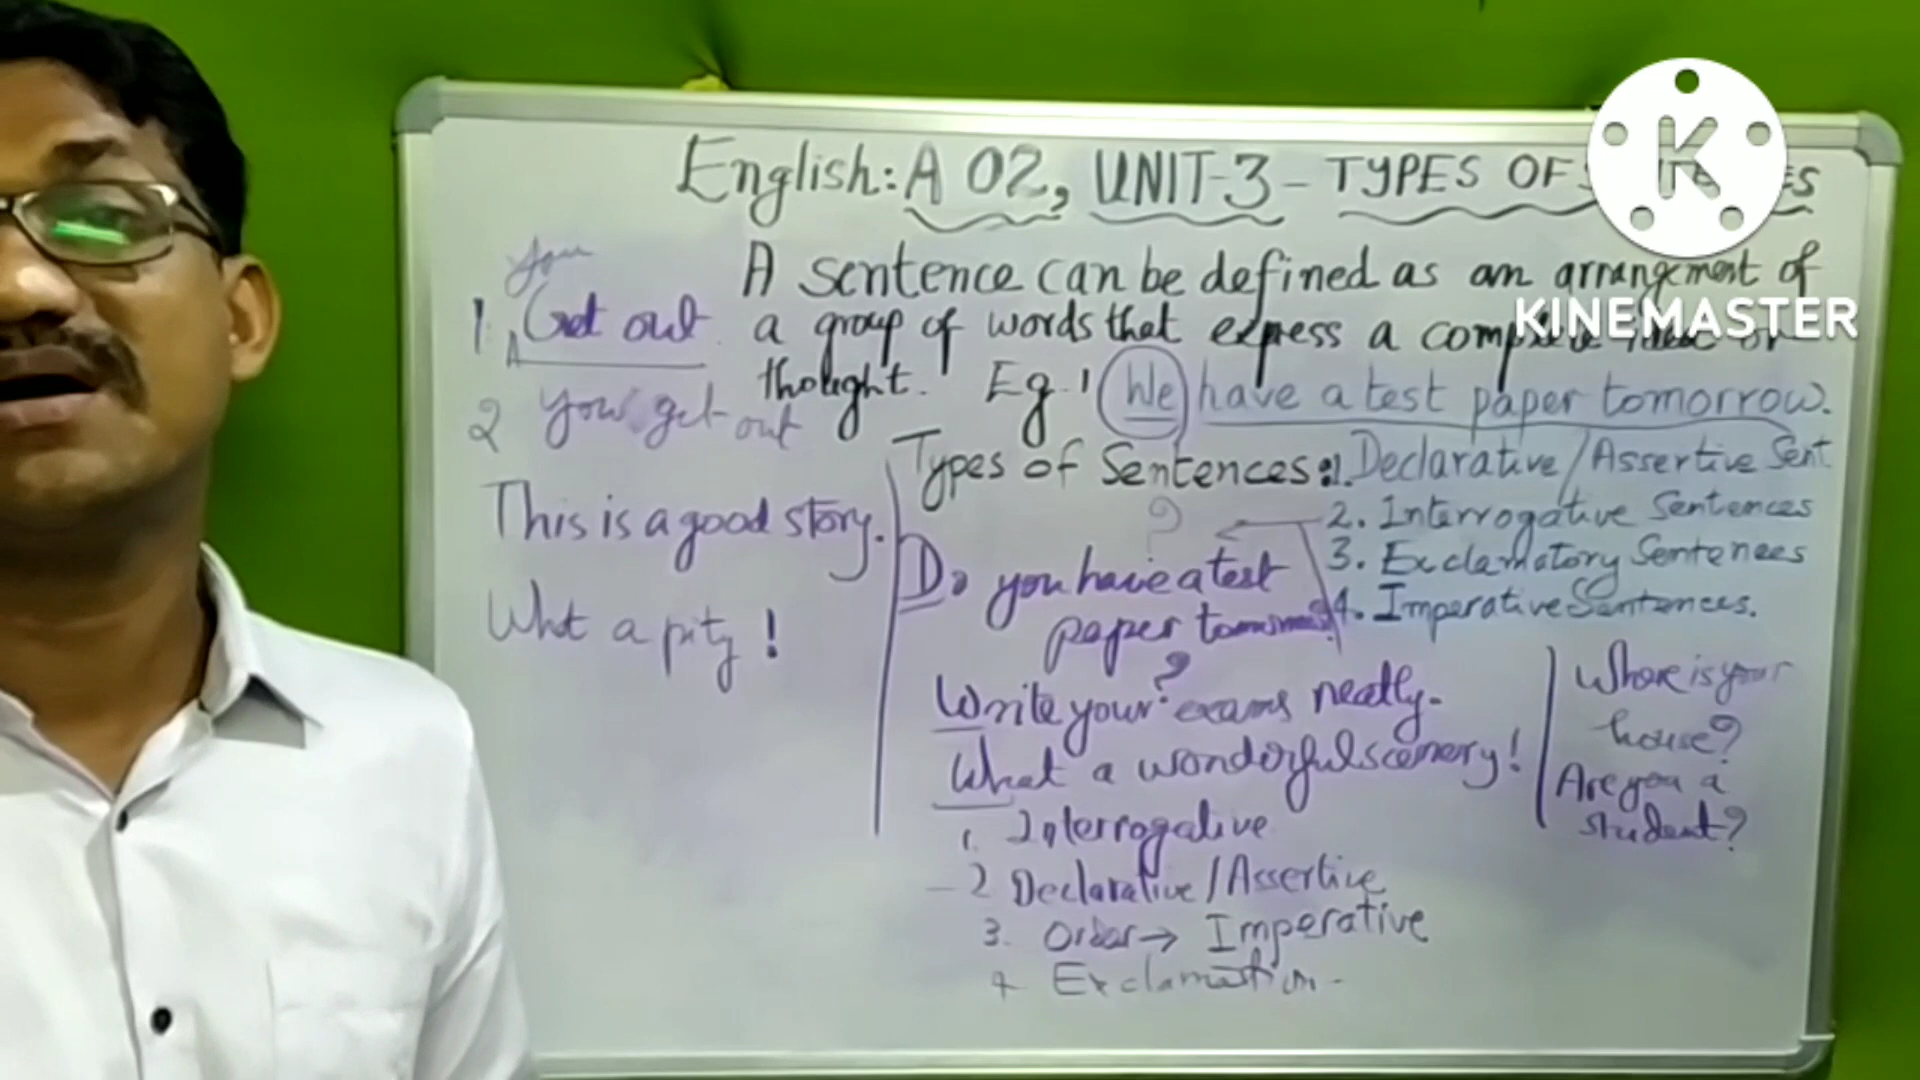 English: A 02, UNIT-3 - TYPES OF
K
KINEMASTER
A sentence can be defined as an arrangement of
a group of words that express a complete idea or
thought. Eg. 1 We have a test paper tomorrow.
you
1. Get out
2 You get out
This is a good story.
What a pity!
Types of Sentences: 1. Declarative/Assertive Sent
2. Interrogative Sentences
3. Exclamatory Sentences
4. Imperative Sentences.
?
Do you have a test
paper
?
Write your exams neatly.
What a wonderful scenery!
1. Interrogative
2 Declarative/Assertive
3. Order → Imperative
4 Exclamation.
Where is your
house?
Are you a
student?